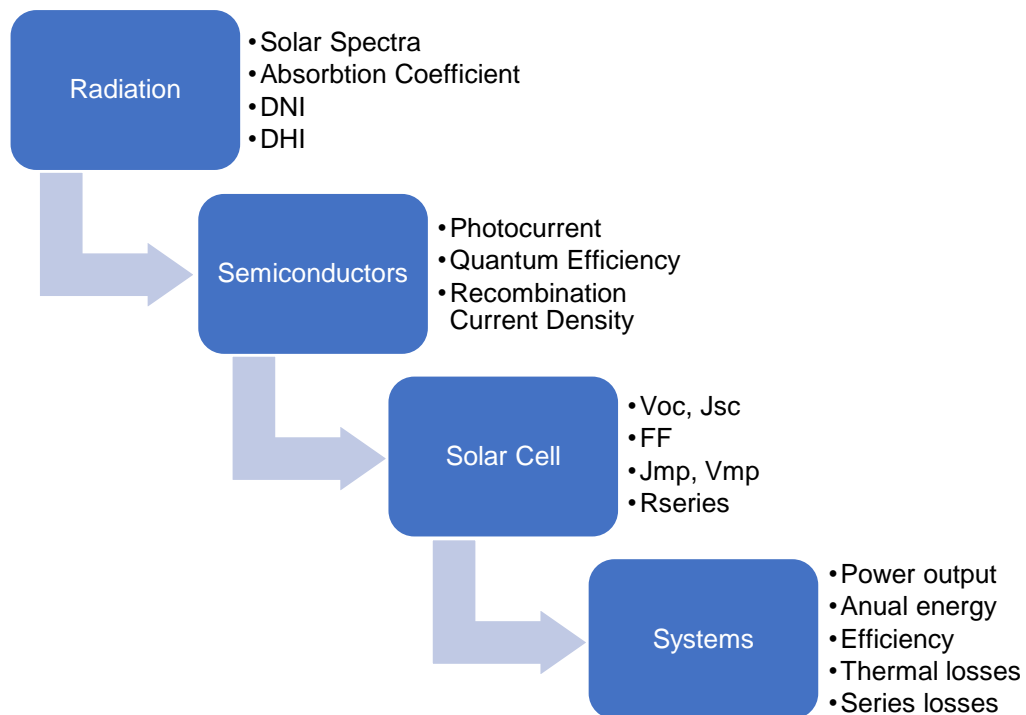 Radiation
•Solar Spectra
•Absorbtion Coefficient
•DNI
•DHI
Semiconductors
•Photocurrent
•Quantum Efficiency
•Recombination
Current Density
Solar Cell
•Voc, Jsc
•FF
•Jmp, Vmp
•Rseries
Systems
•Power output
•Anual energy
•Efficiency
•Thermal losses
•Series losses